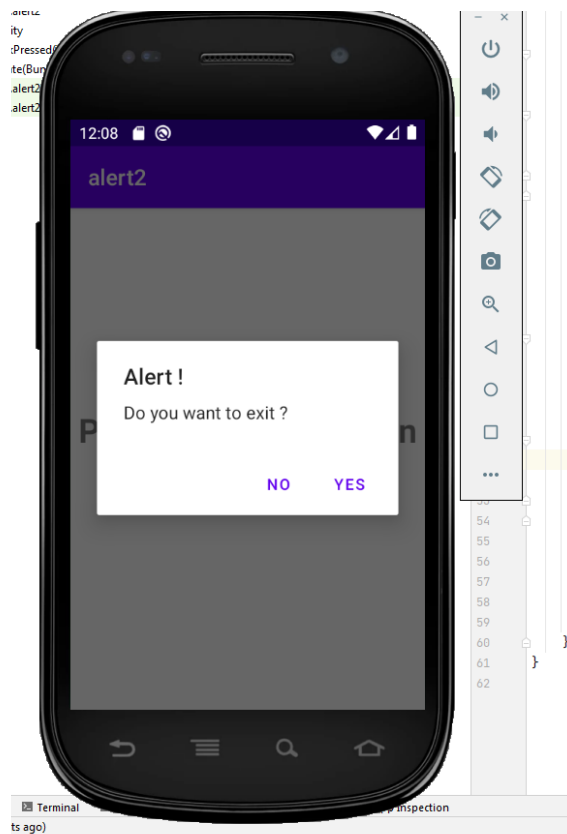 .alert2
ity
:Pressed(
ite(Bun
.alert2
.alert2
12:08
alert2
Alert !
Do you want to exit ?
P n
NO YES
54
55
56
57
58
59
60 }
61 }
62
Terminal Inspection
ts ago)